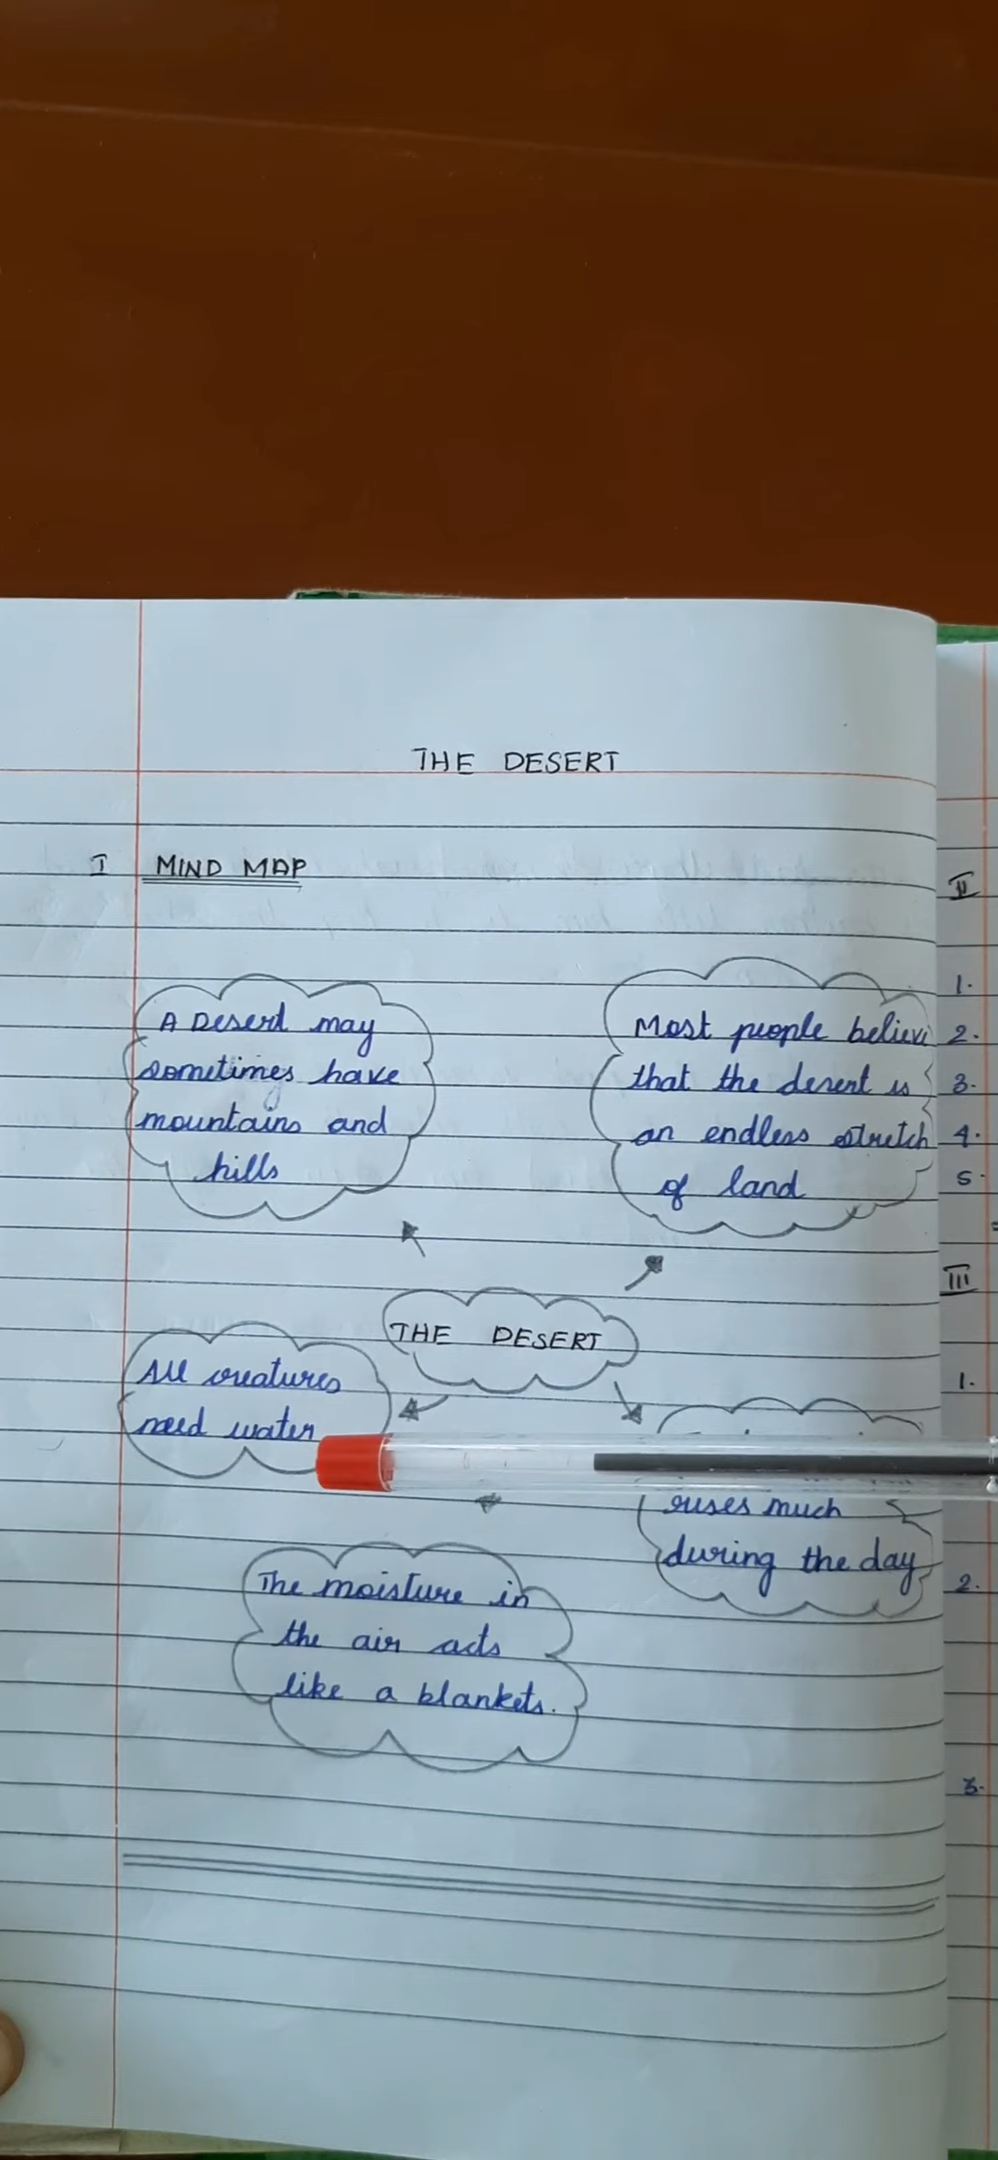 THE DESERT
I MIND MAP
A Desert may
sometimes have
mountains and
hills
Most people believe
that the desert is
an endless stretch
of land
THE DESERT
All creatures
need water
rises much
during the day
The moisture in
the air acts
like a blankets.
II
1.
2.
3.
4.
5.
III
1.
2.
3.